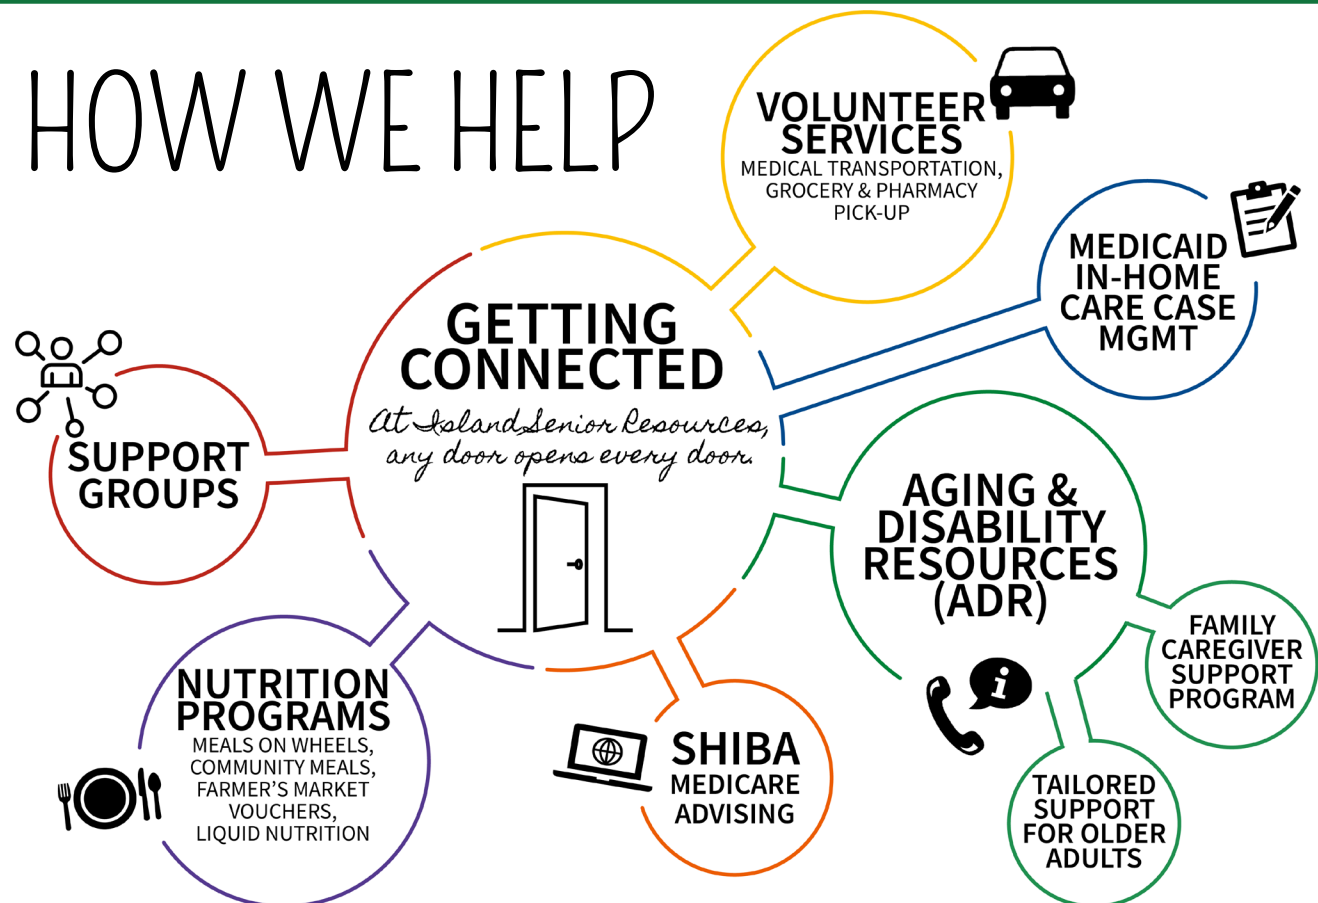 HOW WE HELP
VOLUNTEER
SERVICES
MEDICAL TRANSPORTATION,
GROCERY & PHARMACY
PICK-UP
MEDICAID
IN-HOME
CARE CASE
MGMT
GETTING
CONNECTED
At Island Senior Resources,
any door opens every door.
SUPPORT
GROUPS
AGING &
DISABILITY
RESOURCES
(ADR)
i
FAMILY
CAREGIVER
SUPPORT
PROGRAM
TAILORED
SUPPORT
FOR OLDER
ADULTS
SHIBA
MEDICARE
ADVISING
NUTRITION
PROGRAMS
MEALS ON WHEELS,
COMMUNITY MEALS,
FARMER'S MARKET
VOUCHERS,
LIQUID NUTRITION